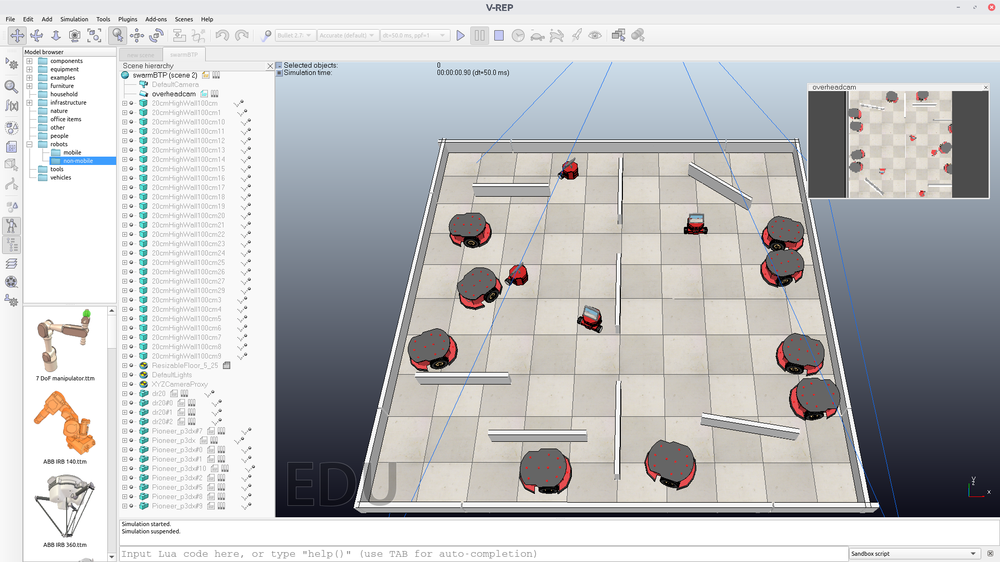 V-REP
File Edit Add Simulation Tools Plugins Add-ons Scenes Help
Bullet 2.7 Accurate (default) dt=50.0 ms, ppf=1
Model browser
components
equipment
examples
furniture
household
infrastructure
nature
office items
other
people
robots
mobile
non-mobile
tools
vehicles
7 DoF manipulator.ttm
ABB IRB 140.ttm
ABB IRB 360.ttm
new scene swarmBTP
Scene hierarchy
swarmBTP (scene 2)
DefaultCamera
overheadcam
20cmHighWall100cm
20cmHighWall100cm1
20cmHighWall100cm10
20cmHighWall100cm11
20cmHighWall100cm12
20cmHighWall100cm13
20cmHighWall100cm14
20cmHighWall100cm15
20cmHighWall100cm16
20cmHighWall100cm17
20cmHighWall100cm18
20cmHighWall100cm19
20cmHighWall100cm20
20cmHighWall100cm21
20cmHighWall100cm22
20cmHighWall100cm23
20cmHighWall100cm24
20cmHighWall100cm25
20cmHighWall100cm26
20cmHighWall100cm27
20cmHighWall100cm29
20cmHighWall100cm3
20cmHighWall100cm4
20cmHighWall100cm5
20cmHighWall100cm6
20cmHighWall100cm7
20cmHighWall100cm8
20cmHighWall100cm9
ResizableFloor_5_25
DefaultLights
XYZCameraProxy
dr20
dr20#0
dr20#1
dr20#2
Pioneer_p3dx#7
Pioneer_p3dx
Pioneer_p3dx#0
Pioneer_p3dx#1
Pioneer_p3dx#10
Pioneer_p3dx#2
Pioneer_p3dx#5
Pioneer_p3dx#8
Pioneer_p3dx#9
Selected objects: 0
Simulation time: 00:00:00.90 (dt=50.0 ms)
overheadcam
EDU
y
z
x
Simulation started.
Simulation suspended.
Input Lua code here, or type "help()" (use TAB for auto-completion)
Sandbox script